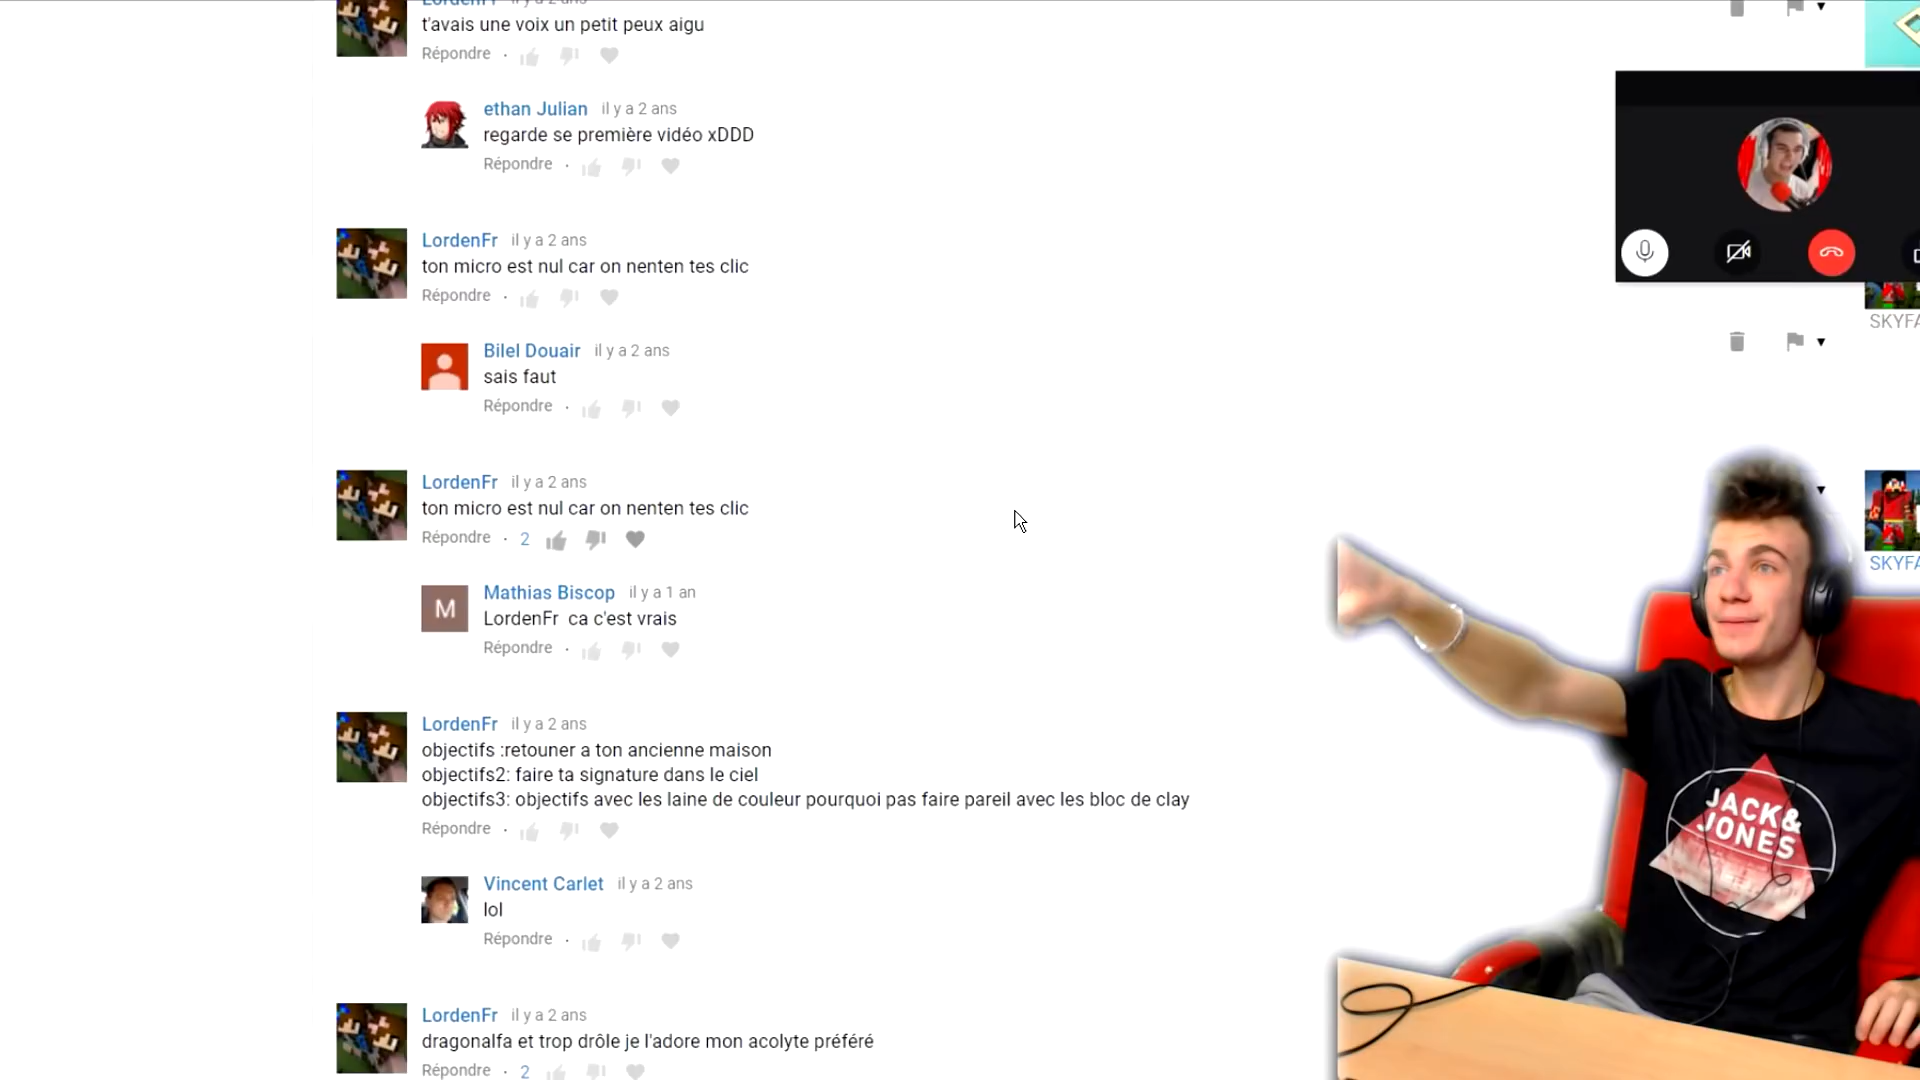 LordenFr il y a 2 ans
t'avais une voix un petit peux aigu
Répondre ·
ethan Julian il y a 2 ans
regarde se première vidéo xDDD
Répondre ·
LordenFr il y a 2 ans
ton micro est nul car on nenten tes clic
Répondre ·
SKYFA
Bilel Douair il y a 2 ans
sais faut
Répondre ·
LordenFr il y a 2 ans
ton micro est nul car on nenten tes clic
Répondre · 2
SKYFA
M
Mathias Biscop il y a 1 an
LordenFr ca c'est vrais
Répondre ·
LordenFr il y a 2 ans
objectifs :retouner a ton ancienne maison
objectifs2: faire ta signature dans le ciel
objectifs3: objectifs avec les laine de couleur pourquoi pas faire pareil avec les bloc de clay
Répondre ·
Vincent Carlet il y a 2 ans
lol
Répondre ·
LordenFr il y a 2 ans
dragonalfa et trop drôle je l'adore mon acolyte préféré
Répondre · 2
JACK&
JONES